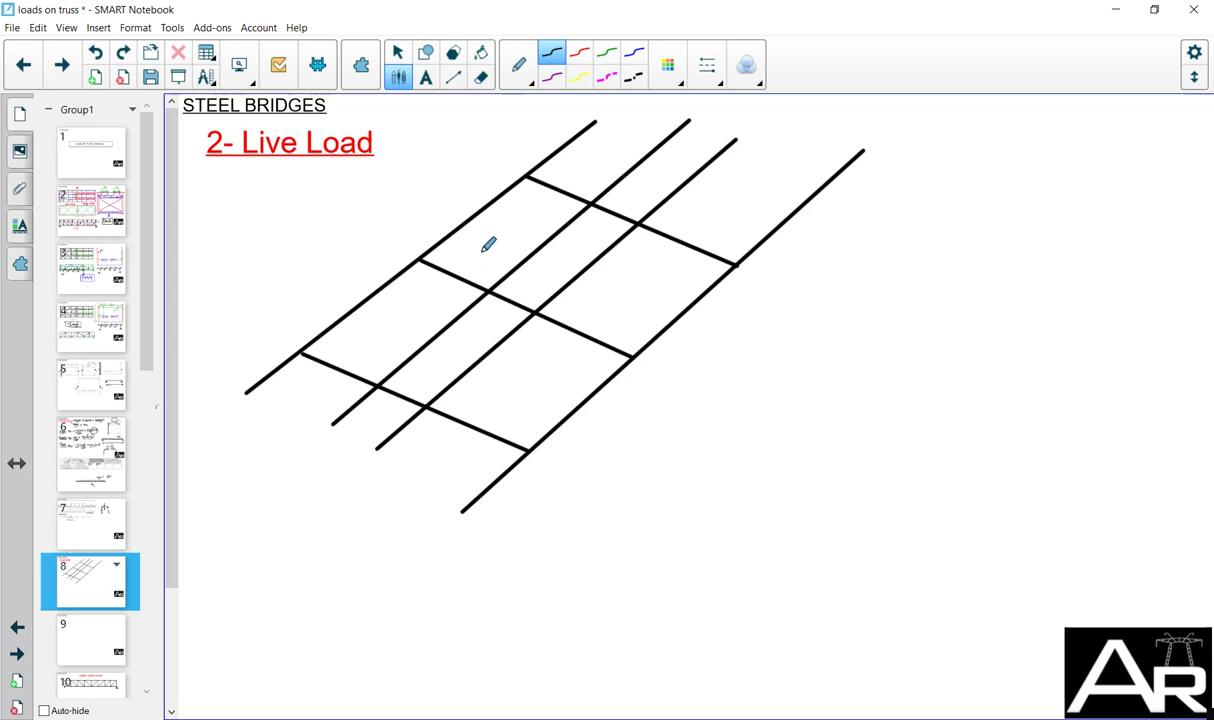 loads on truss * - SMART Notebook
File Edit View Insert Format Tools Add-ons Account Help
Group1
1
2
3
4
5
6
7
8
9
10
Auto-hide
STEEL BRIDGES
2- Live Load
AR